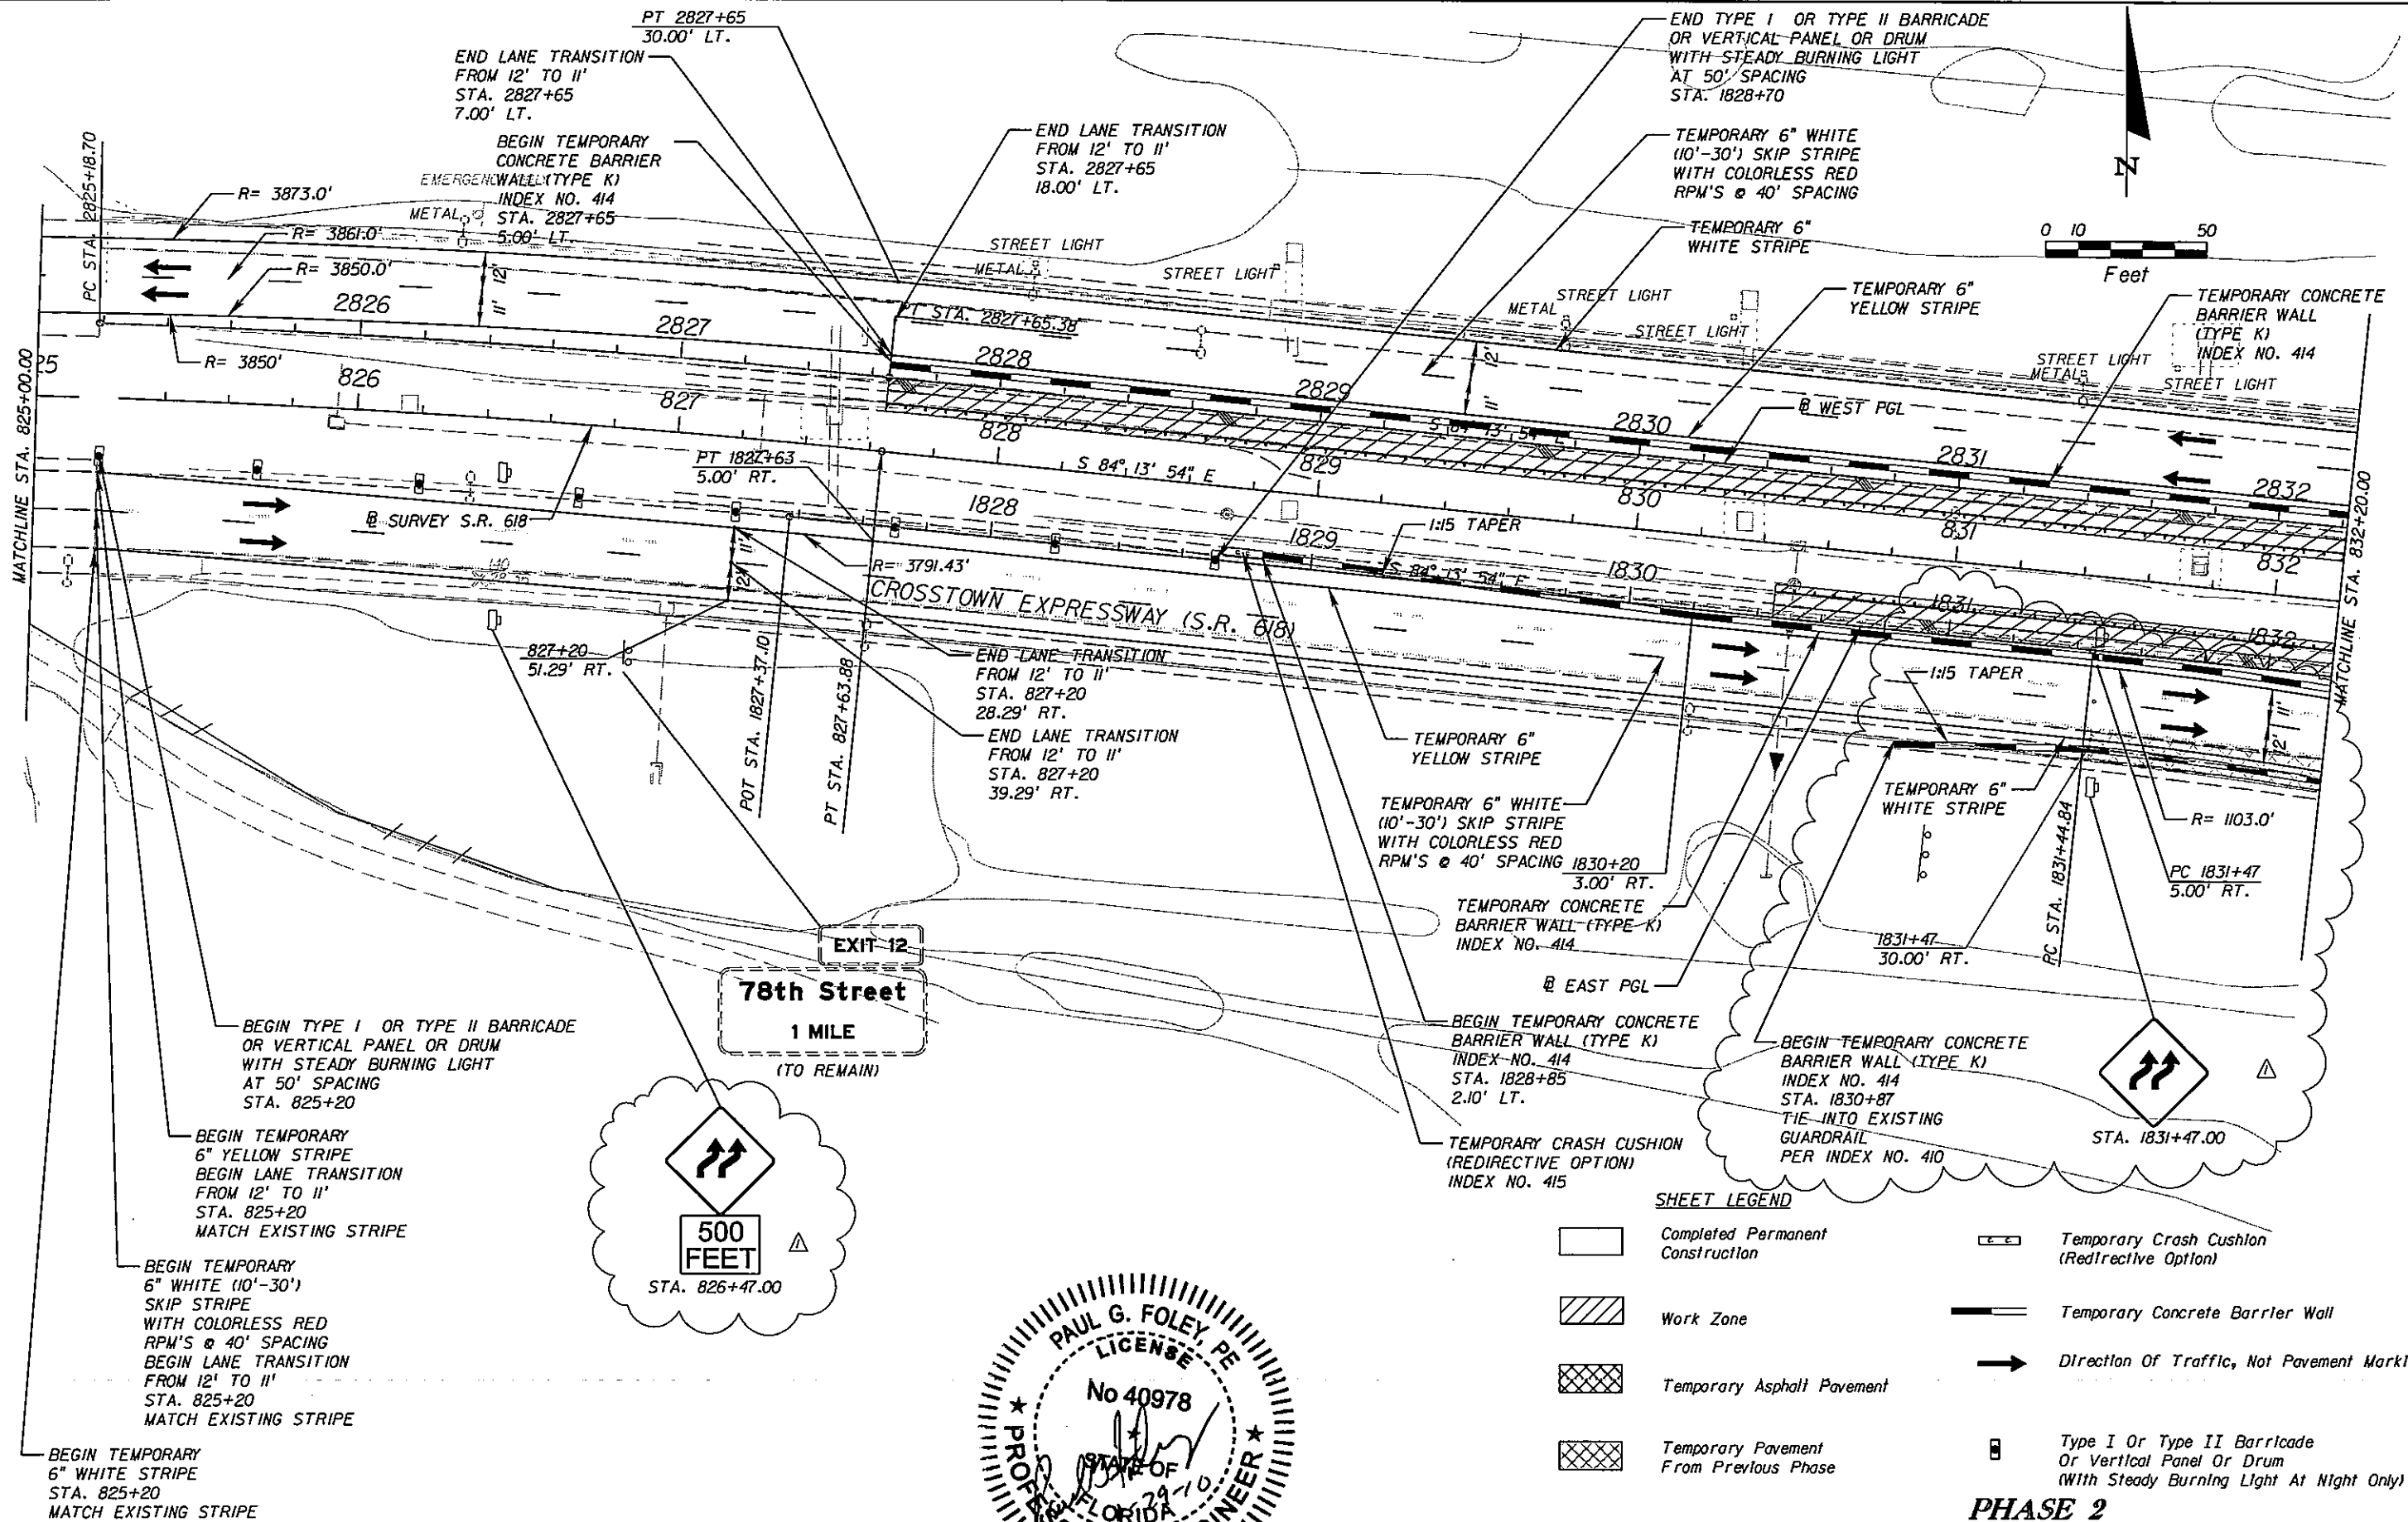 PT 2827+65
30.00' LT.
END LANE TRANSITION
FROM 12' TO 11'
STA. 2827+65
7.00' LT.
BEGIN TEMPORARY
CONCRETE BARRIER
WALL (TYPE K)
INDEX NO. 414
STA. 2827+65
5.00' LT.
END LANE TRANSITION
FROM 12' TO 11'
STA. 2827+65
18.00' LT.
END TYPE I OR TYPE II BARRICADE
OR VERTICAL PANEL OR DRUM
WITH STEADY BURNING LIGHT
AT 50' SPACING
STA. 1828+70
TEMPORARY 6" WHITE
(10'-30') SKIP STRIPE
WITH COLORLESS RED
RPM'S @ 40' SPACING
TEMPORARY 6"
WHITE STRIPE
N
0 10 50
Feet
TEMPORARY 6"
YELLOW STRIPE
TEMPORARY CONCRETE
BARRIER WALL
(TYPE K)
INDEX NO. 414
PC STA. 2825+18.70
R= 3873.0'
R= 3861.0'
R= 3850.0'
R= 3850'
METAL
STREET LIGHT
METAL
STREET LIGHT
METAL
STREET LIGHT
STREET LIGHT
STREET LIGHT
METAL
STREET LIGHT
12'
11'
12'
11'
2826
2827
2828
2829
2830
2831
2832
PT STA. 2827+65.38
WEST PGL
S 84° 13' 54" E
25
826
827
828
829
830
831
832
S 84° 13' 54" E
MATCHLINE STA. 825+00.00
MATCHLINE STA. 832+20.00
PT 1827+63
5.00' RT.
SURVEY S.R. 618
1828
1829
1830
1831
1832
1:15 TAPER
S 84° 13' 54" E
R= 3791.43'
11'
12'
CROSSTOWN EXPRESSWAY (S.R. 618)
827+20
51.29' RT.
POT STA. 1827+37.10
PT STA. 827+63.88
END LANE TRANSITION
FROM 12' TO 11'
STA. 827+20
28.29' RT.
END LANE TRANSITION
FROM 12' TO 11'
STA. 827+20
39.29' RT.
TEMPORARY 6"
YELLOW STRIPE
TEMPORARY 6" WHITE
(10'-30') SKIP STRIPE
WITH COLORLESS RED
RPM'S @ 40' SPACING
1830+20
3.00' RT.
TEMPORARY CONCRETE
BARRIER WALL (TYPE K)
INDEX NO. 414
EAST PGL
1:15 TAPER
11'
12'
TEMPORARY 6"
WHITE STRIPE
R= 1103.0'
PC 1831+47
5.00' RT.
PC STA. 1831+44.84
1831+47
30.00' RT.
EXIT 12
78th Street
1 MILE
(TO REMAIN)
BEGIN TYPE I OR TYPE II BARRICADE
OR VERTICAL PANEL OR DRUM
WITH STEADY BURNING LIGHT
AT 50' SPACING
STA. 825+20
BEGIN TEMPORARY
6" YELLOW STRIPE
BEGIN LANE TRANSITION
FROM 12' TO 11'
STA. 825+20
MATCH EXISTING STRIPE
BEGIN TEMPORARY
6" WHITE (10'-30')
SKIP STRIPE
WITH COLORLESS RED
RPM'S @ 40' SPACING
BEGIN LANE TRANSITION
FROM 12' TO 11'
STA. 825+20
MATCH EXISTING STRIPE
BEGIN TEMPORARY
6" WHITE STRIPE
STA. 825+20
MATCH EXISTING STRIPE
500
FEET
1
STA. 826+47.00
BEGIN TEMPORARY CONCRETE
BARRIER WALL (TYPE K)
INDEX NO. 414
STA. 1828+85
2.10' LT.
TEMPORARY CRASH CUSHION
(REDIRECTIVE OPTION)
INDEX NO. 415
BEGIN TEMPORARY CONCRETE
BARRIER WALL (TYPE K)
INDEX NO. 414
STA. 1830+87
TIE INTO EXISTING
GUARDRAIL
PER INDEX NO. 410
1
STA. 1831+47.00
PAUL G. FOLEY, PE
LICENSE
No 40978
STATE OF
FLORIDA
SHEET LEGEND
Completed Permanent
Construction
Work Zone
Temporary Asphalt Pavement
Temporary Pavement
From Previous Phase
Temporary Crash Cushion
(Redirective Option)
Temporary Concrete Barrier Wall
Direction Of Traffic, Not Pavement Marki
Type I Or Type II Barricade
Or Vertical Panel Or Drum
(With Steady Burning Light At Night Only)
PHASE 2